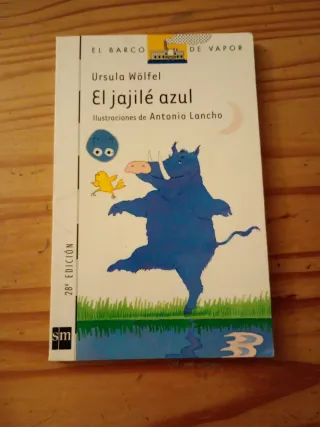 EL BARCO DE VAPOR
Ursula Wölfel
El jajilé azul
Ilustraciones de Antonio Lancho
28ª EDICIÓN
sm